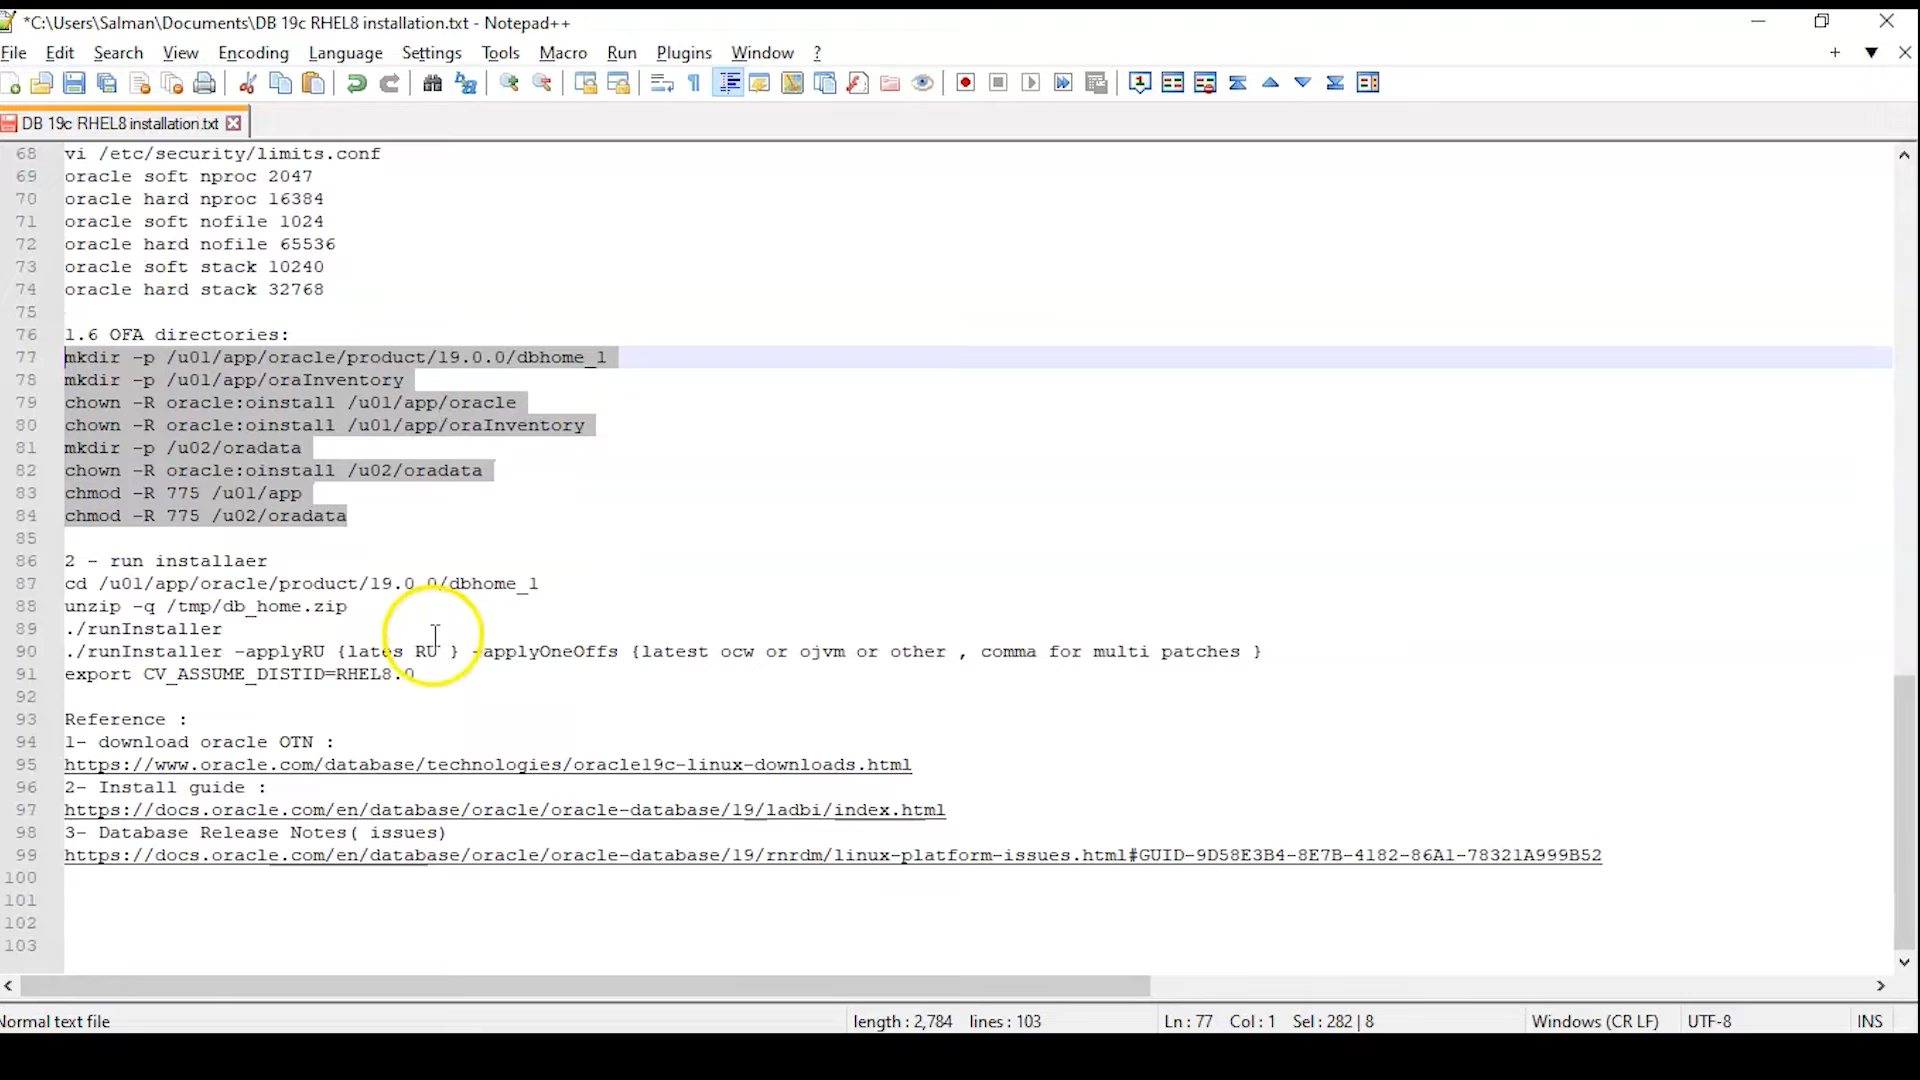 *C:\Users\Salman\Documents\DB 19c RHEL8 installation.txt - Notepad++
File Edit Search View Encoding Language Settings Tools Macro Run Plugins Window ?
DB 19c RHEL8 installation.txt
68 vi /etc/security/limits.conf
69 oracle soft nproc 2047
70 oracle hard nproc 16384
71 oracle soft nofile 1024
72 oracle hard nofile 65536
73 oracle soft stack 10240
74 oracle hard stack 32768
75
76 1.6 OFA directories:
77 mkdir -p /u01/app/oracle/product/19.0.0/dbhome_1
78 mkdir -p /u01/app/oraInventory
79 chown -R oracle:oinstall /u01/app/oracle
80 chown -R oracle:oinstall /u01/app/oraInventory
81 mkdir -p /u02/oradata
82 chown -R oracle:oinstall /u02/oradata
83 chmod -R 775 /u01/app
84 chmod -R 775 /u02/oradata
85
86 2 - run installaer
87 cd /u01/app/oracle/product/19.0.0/dbhome_1
88 unzip -q /tmp/db_home.zip
89 ./runInstaller
90 ./runInstaller -applyRU {lates RU } -applyOneOffs {latest ocw or ojvm or other , comma for multi patches }
91 export CV_ASSUME_DISTID=RHEL8.0
92
93 Reference :
94 1- download oracle OTN :
95 https://www.oracle.com/database/technologies/oracle19c-linux-downloads.html
96 2- Install guide :
97 https://docs.oracle.com/en/database/oracle/oracle-database/19/ladbi/index.html
98 3- Database Release Notes( issues)
99 https://docs.oracle.com/en/database/oracle/oracle-database/19/rnrdm/linux-platform-issues.html#GUID-9D58E3B4-8E7B-4182-86A1-78321A999B52
100
101
102
103
Normal text file length : 2,784 lines : 103 Ln : 77 Col : 1 Sel : 282 | 8 Windows (CR LF) UTF-8 INS